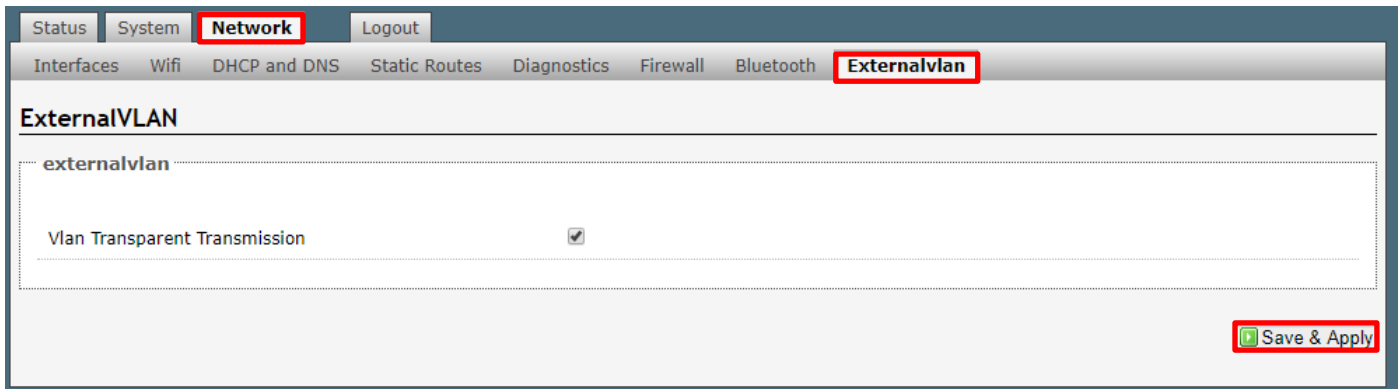 Status System Network Logout
Interfaces Wifi DHCP and DNS Static Routes Diagnostics Firewall Bluetooth Externalvlan
ExternalVLAN
externalvlan
Vlan Transparent Transmission
Save & Apply